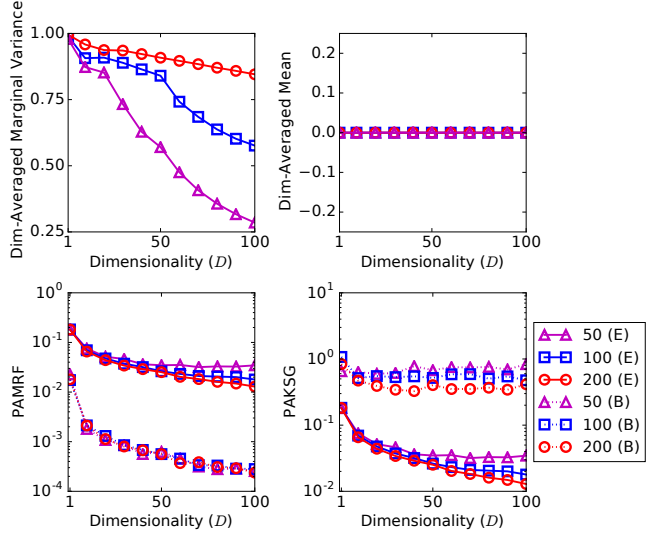 Dim-Averaged Marginal Variance
1.00
0.75
0.50
0.25
1 50 100
Dimensionality (D)
Dim-Averaged Mean
0.2
0.1
0.0
−0.1
−0.2
1 50 100
Dimensionality (D)
PAMRF
10^0
10^-1
10^-2
10^-3
10^-4
1 50 100
Dimensionality (D)
PAKSG
10^1
10^0
10^-1
10^-2
1 50 100
Dimensionality (D)
50 (E)
100 (E)
200 (E)
50 (B)
100 (B)
200 (B)